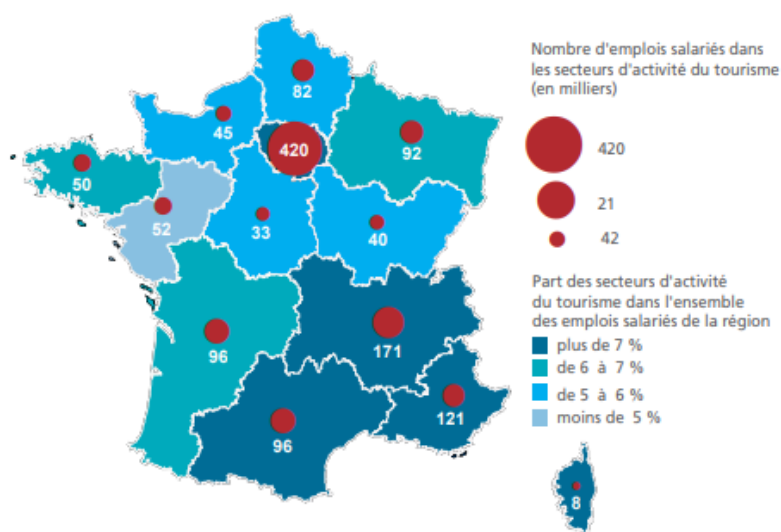 Nombre d'emplois salariés dans
les secteurs d'activité du tourisme
(en milliers)
420
21
42
Part des secteurs d'activité
du tourisme dans l'ensemble
des emplois salariés de la région
plus de 7 %
de 6 à 7 %
de 5 à 6 %
moins de 5 %
82
45
420
92
50
52
33
40
96
171
121
96
8